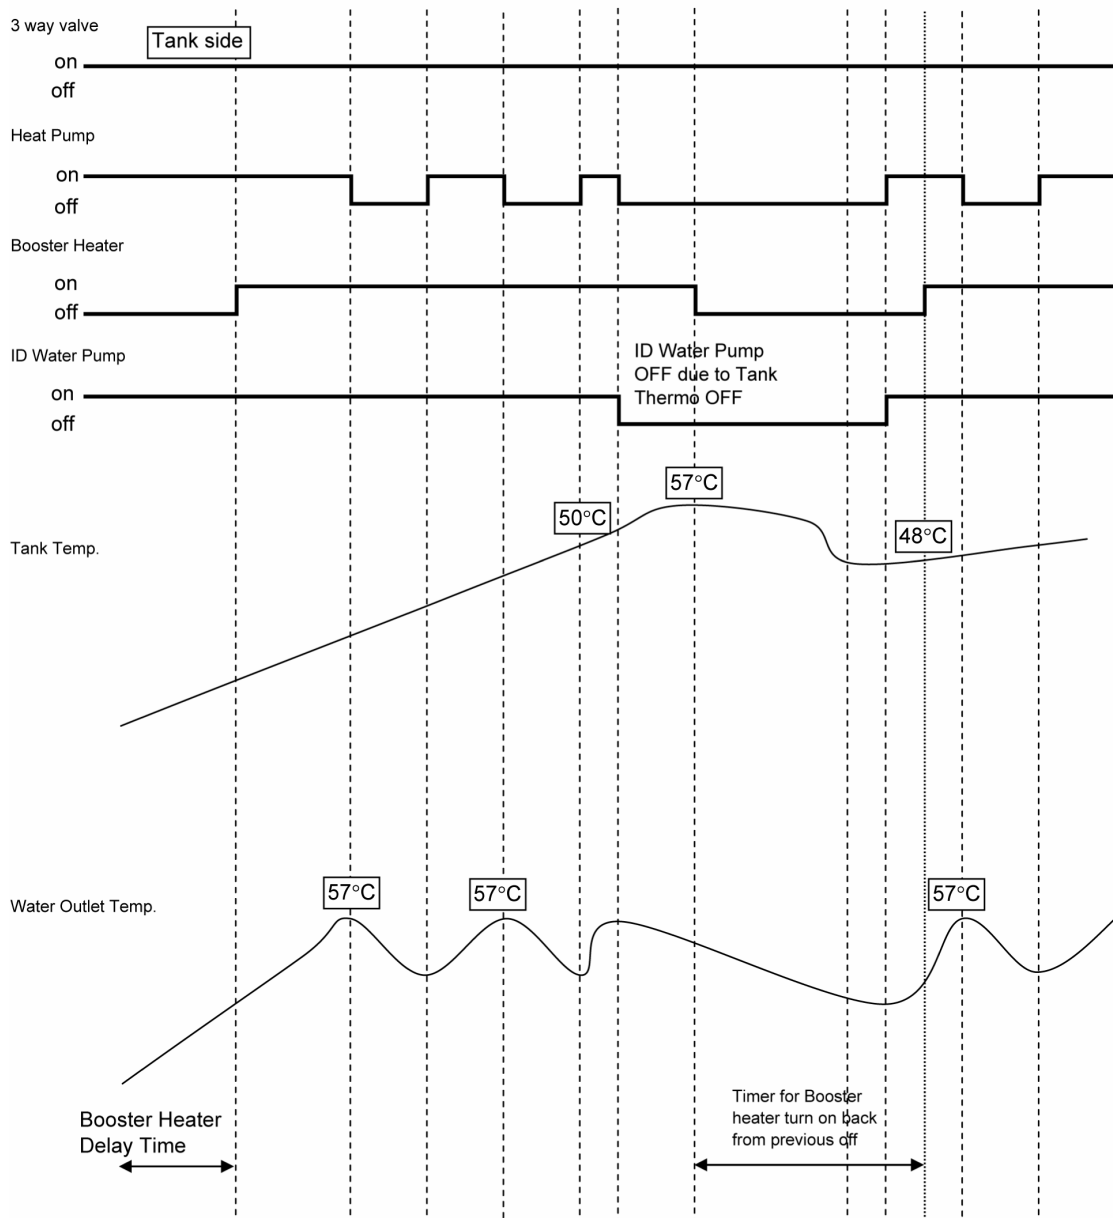 3 way valve
Tank side
on
off
Heat Pump
on
off
Booster Heater
on
off
ID Water Pump
on
off
ID Water Pump
OFF due to Tank
Thermo OFF
57°C
50°C
48°C
Tank Temp.
57°C
57°C
57°C
Water Outlet Temp.
Booster Heater
Delay Time
Timer for Booster
heater turn on back
from previous off